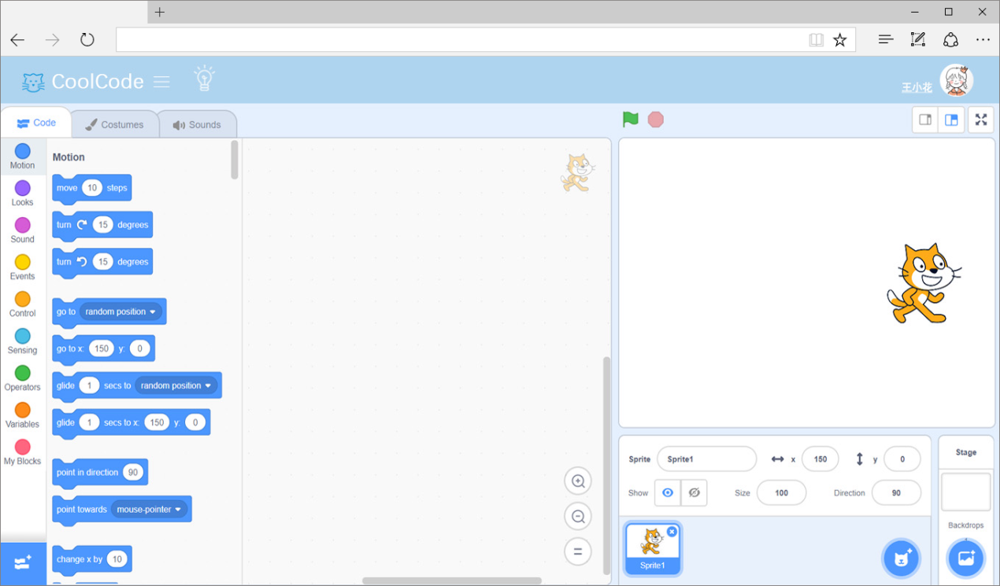 CoolCode
王小花
Code
Costumes
Sounds
Motion
Looks
Sound
Events
Control
Sensing
Operators
Variables
My Blocks
Motion
move 10 steps
turn 15 degrees
turn 15 degrees
go to random position
go to x: 150 y: 0
glide 1 secs to random position
glide 1 secs to x: 150 y: 0
point in direction 90
point towards mouse-pointer
change x by 10
Sprite Sprite1 x 150 y 0
Show Size 100 Direction 90
Sprite1
Stage
Backdrops